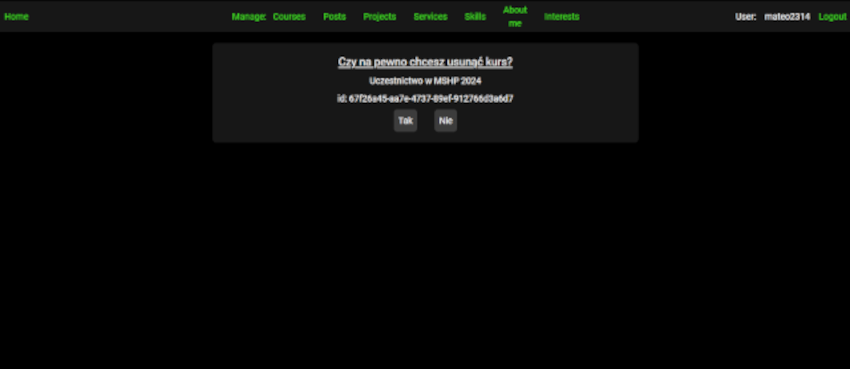 Home Manage: Courses Posts Projects Services Skills About me Interests User: mateo2314 Logout
Czy na pewno chcesz usunąć kurs?
Uczestnictwo w MSHP 2024
id: 67f26a45-aa7e-4737-89ef-912766d3a6d7
Tak Nie